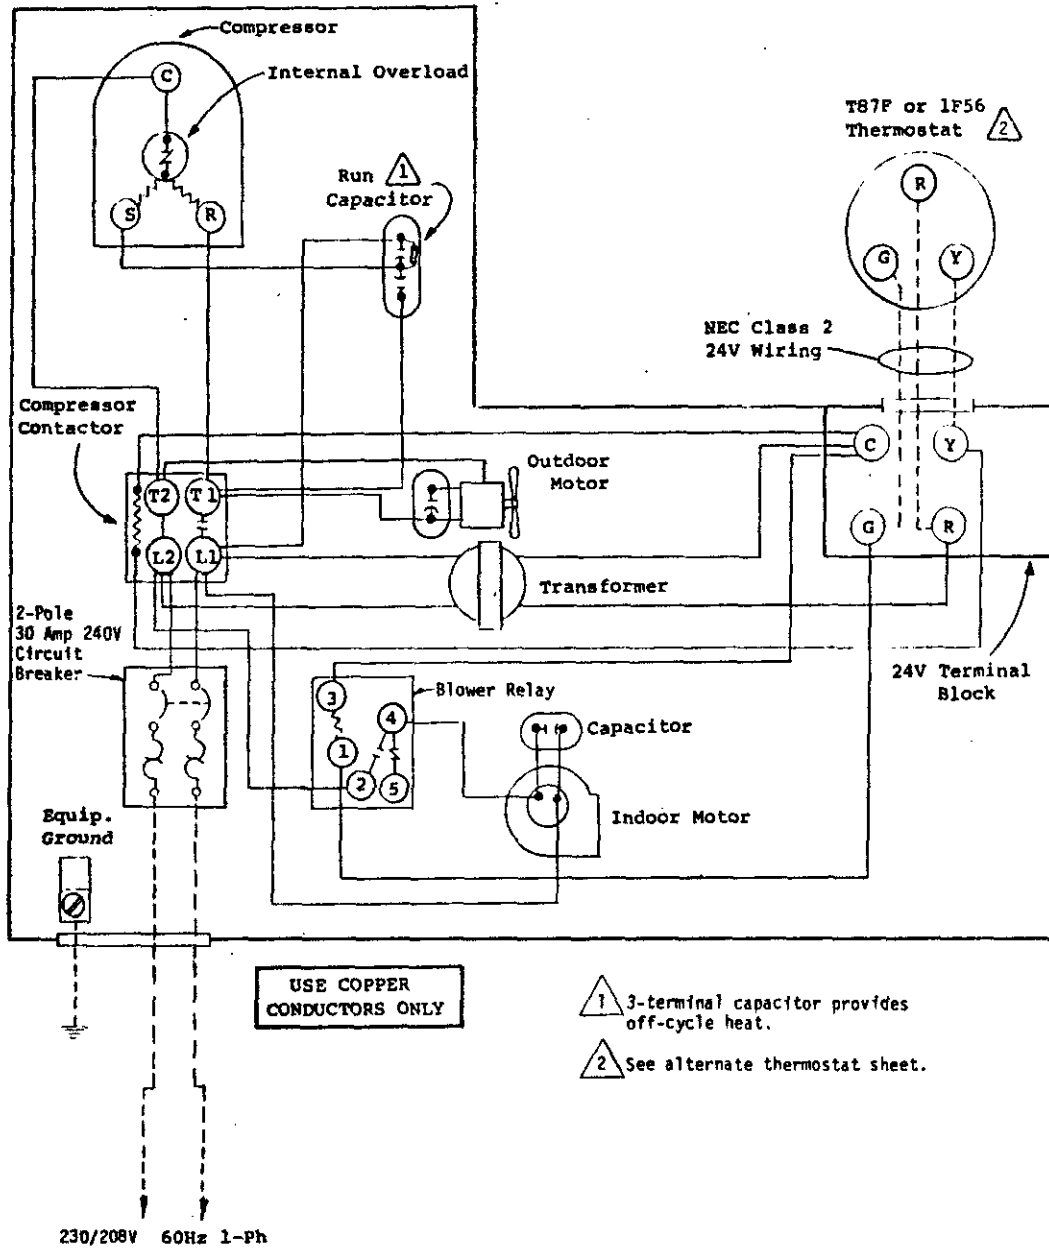 Compressor
C
Internal Overload
S
R
Run 1
Capacitor
T87F or 1F56
Thermostat 2
R
G
Y
NEC Class 2
24V Wiring
Compressor
Contactor
C
Y
G
R
T2
T1
L2
L1
Outdoor
Motor
Transformer
24V Terminal
Block
2-Pole
30 Amp 240V
Circuit
Breaker
3
Blower Relay
4
1
2
5
Capacitor
Indoor Motor
Equip.
Ground
USE COPPER
CONDUCTORS ONLY
1 3-terminal capacitor provides
off-cycle heat.
2 See alternate thermostat sheet.
230/208V 60Hz 1-Ph